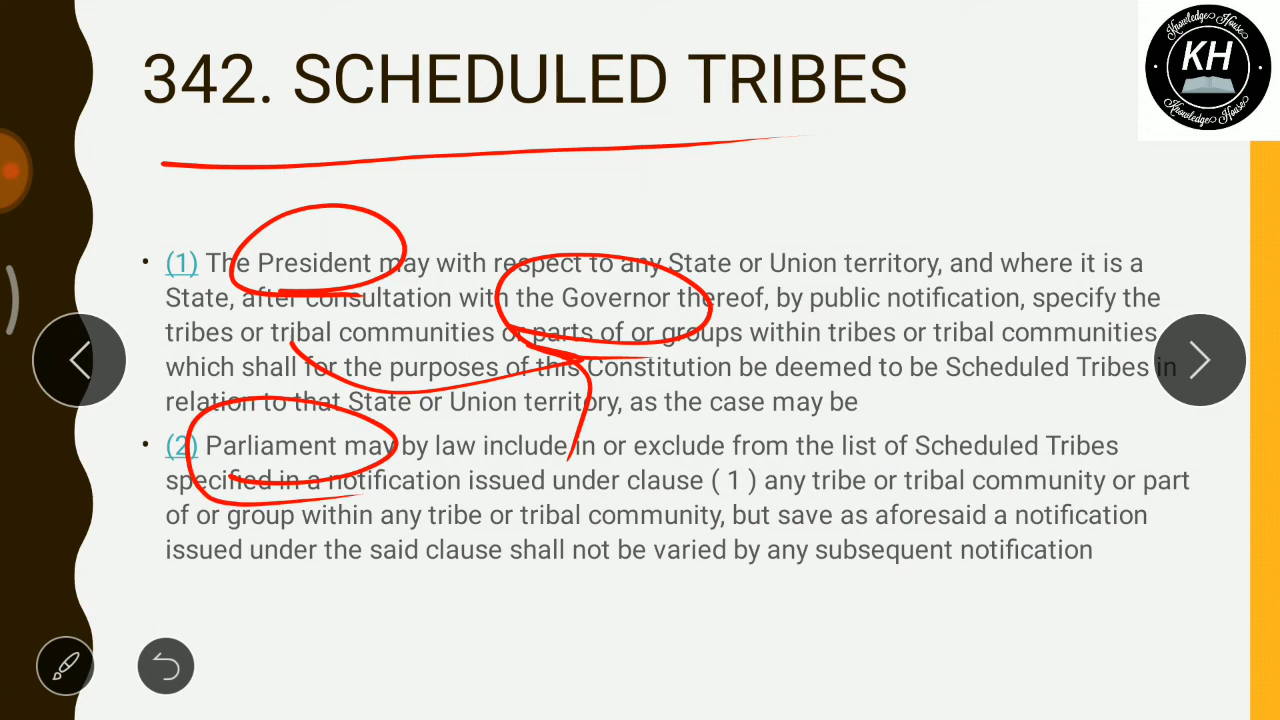 342. SCHEDULED TRIBES
Knowledge House
KH
Knowledge House
• (1) The President may with respect to any State or Union territory, and where it is a
State, after consultation with the Governor thereof, by public notification, specify the
tribes or tribal communities or parts of or groups within tribes or tribal communities
which shall for the purposes of this Constitution be deemed to be Scheduled Tribes in
relation to that State or Union territory, as the case may be
• (2) Parliament may by law include in or exclude from the list of Scheduled Tribes
specified in a notification issued under clause ( 1 ) any tribe or tribal community or part
of or group within any tribe or tribal community, but save as aforesaid a notification
issued under the said clause shall not be varied by any subsequent notification